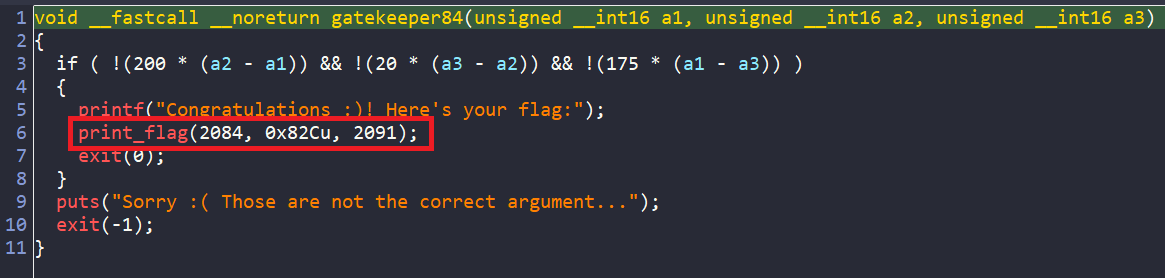 1 void __fastcall __noreturn gatekeeper84(unsigned __int16 a1, unsigned __int16 a2, unsigned __int16 a3)
2 {
3 if ( !(200 * (a2 - a1)) && !(20 * (a3 - a2)) && !(175 * (a1 - a3)) )
4 {
5 printf("Congratulations :)! Here's your flag:");
6 print_flag(2084, 0x82Cu, 2091);
7 exit(0);
8 }
9 puts("Sorry :( Those are not the correct argument...");
10 exit(-1);
11 }